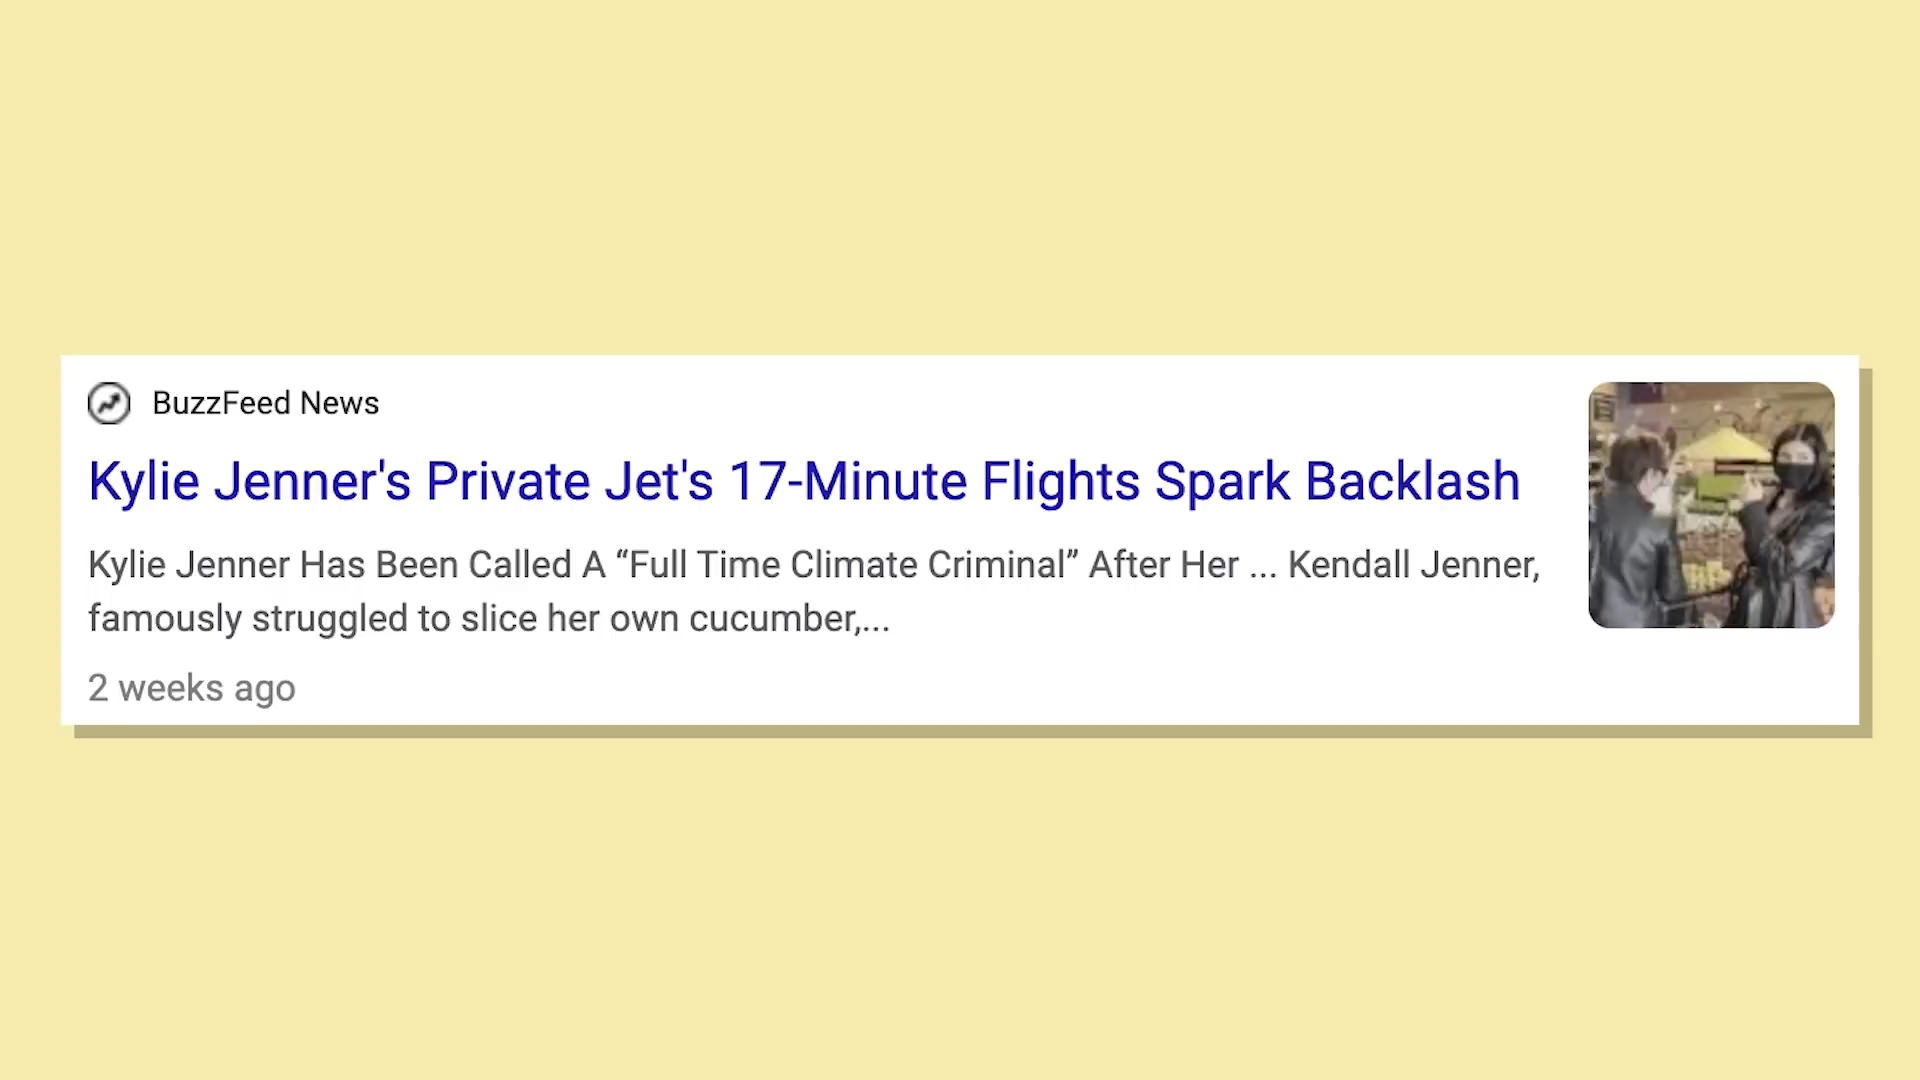 BuzzFeed News
Kylie Jenner's Private Jet's 17-Minute Flights Spark Backlash
Kylie Jenner Has Been Called A “Full Time Climate Criminal” After Her ... Kendall Jenner,
famously struggled to slice her own cucumber,...
2 weeks ago